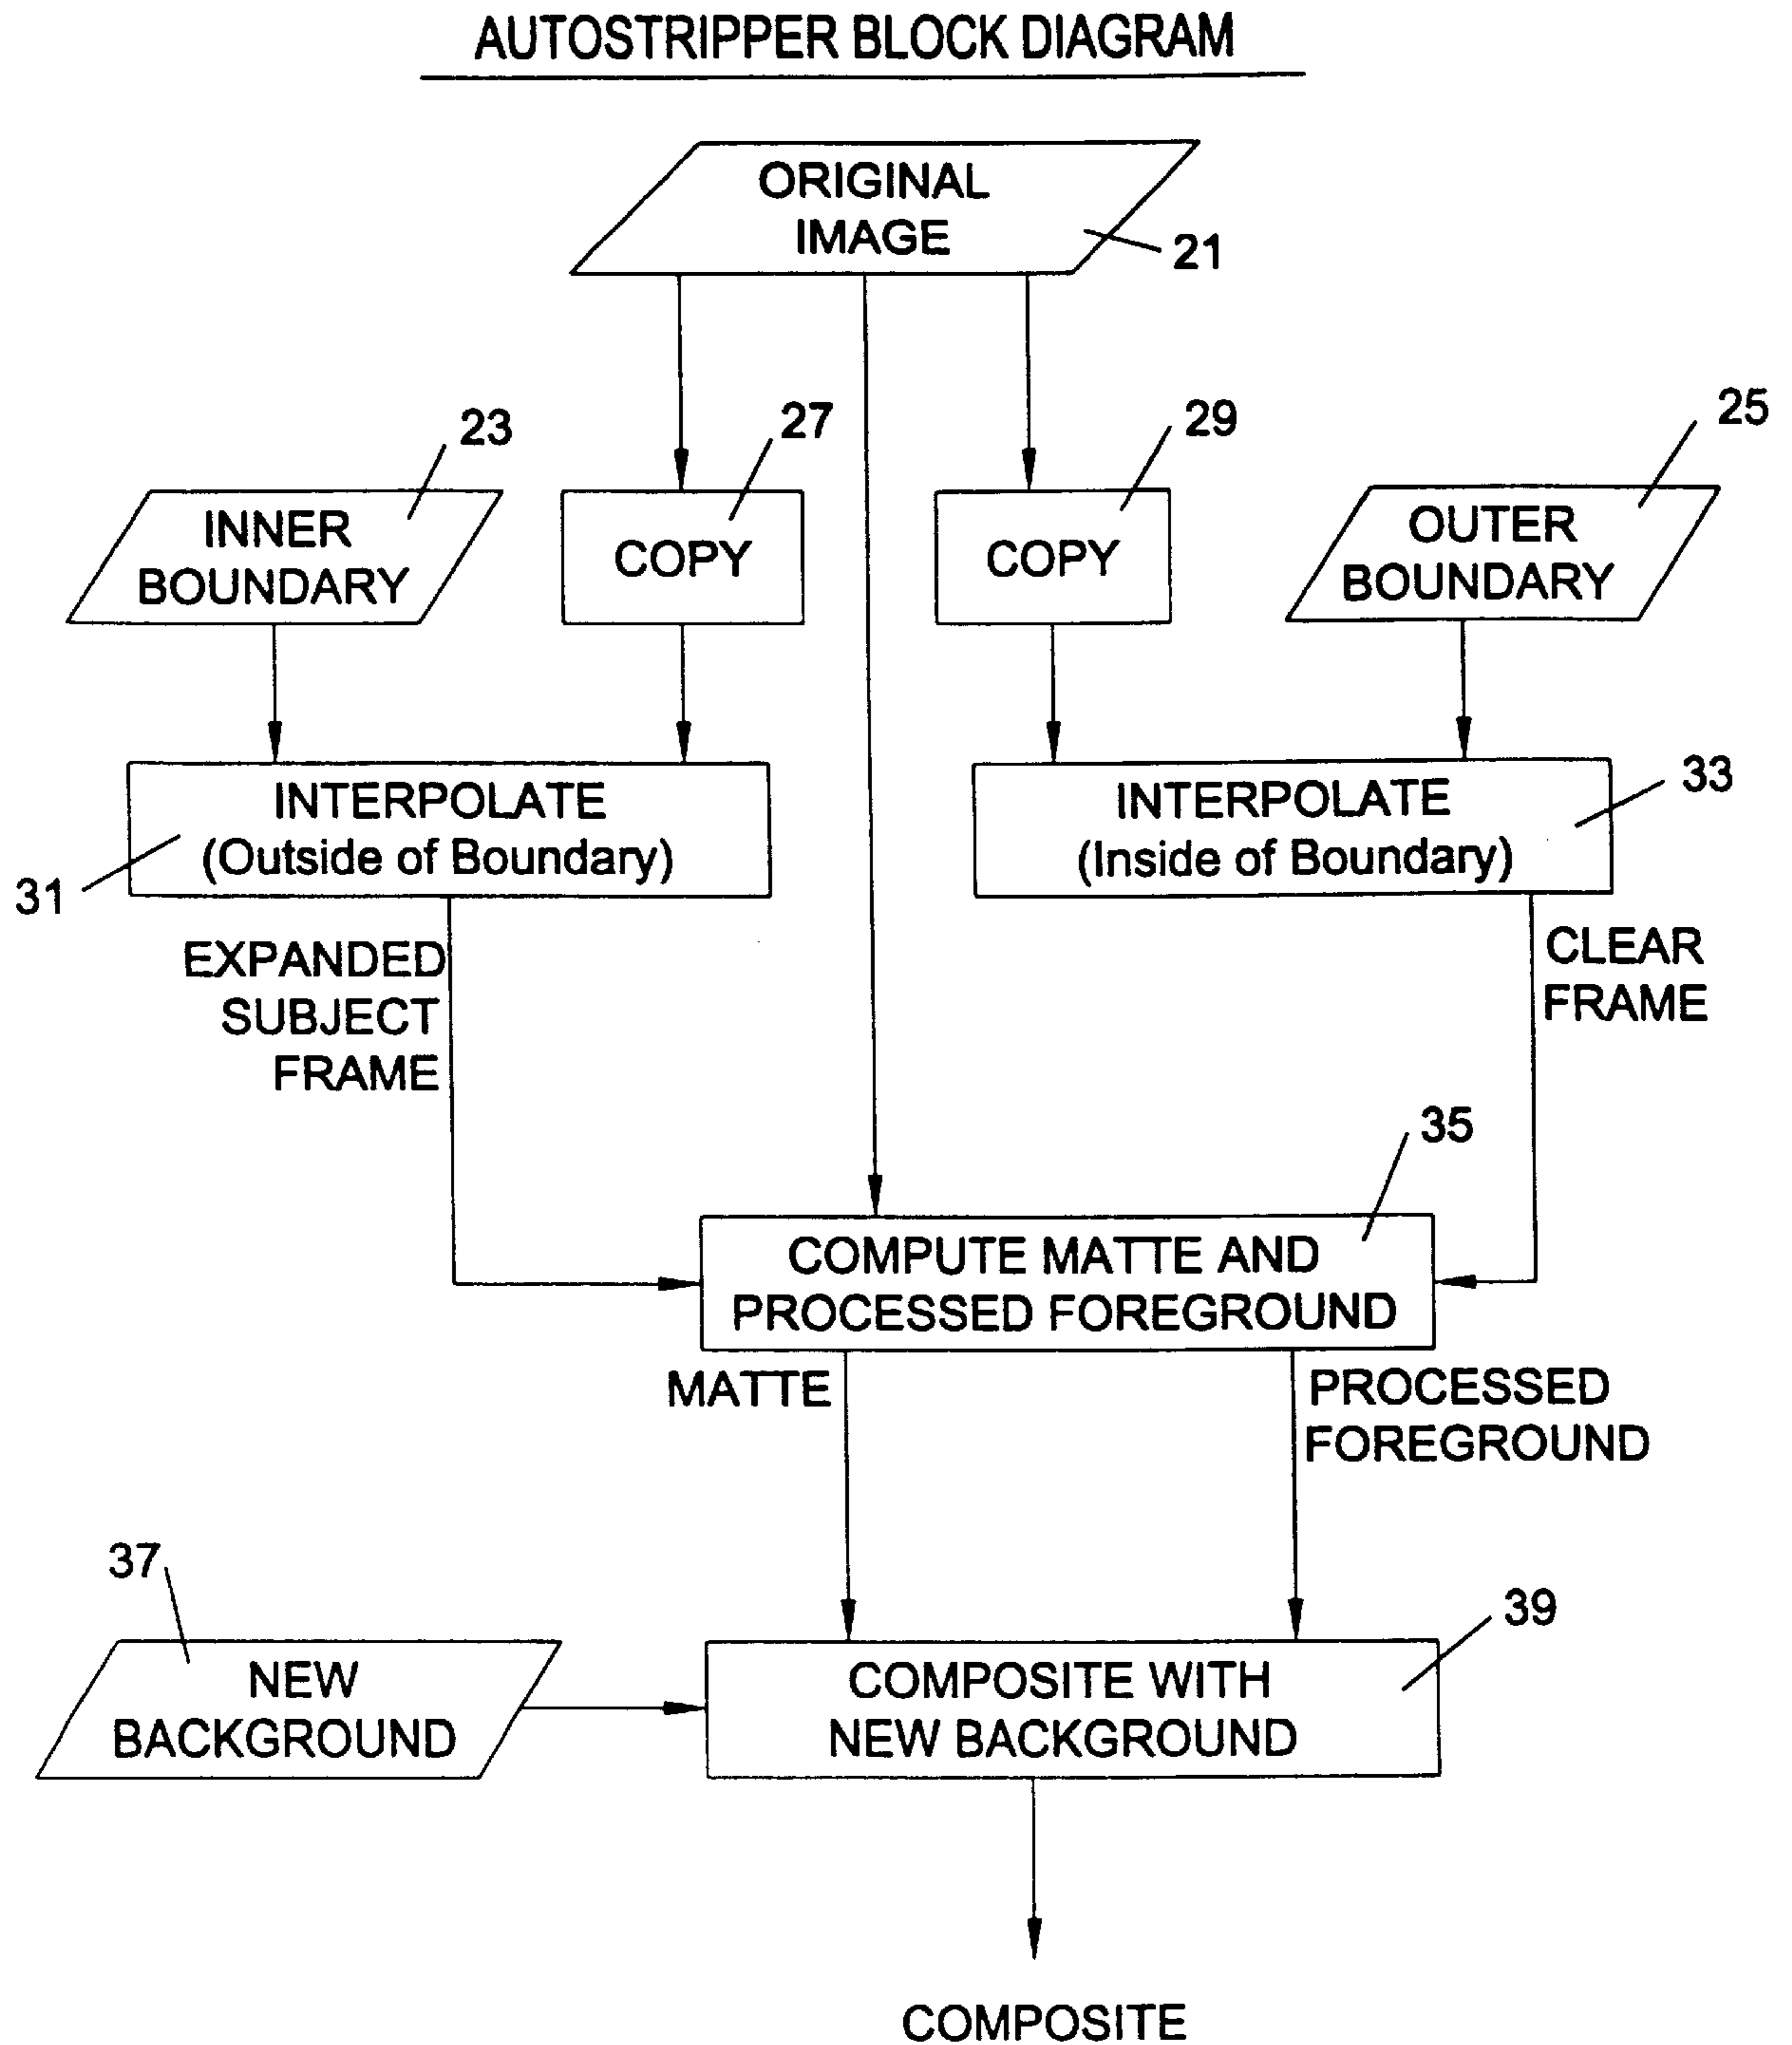 AUTOSTRIPPER BLOCK DIAGRAM
ORIGINAL
IMAGE
21
23
27
29
25
INNER
BOUNDARY
COPY
COPY
OUTER
BOUNDARY
INTERPOLATE
(Outside of Boundary)
31
INTERPOLATE
(Inside of Boundary)
33
EXPANDED
SUBJECT
FRAME
CLEAR
FRAME
35
COMPUTE MATTE AND
PROCESSED FOREGROUND
MATTE
PROCESSED
FOREGROUND
37
39
NEW
BACKGROUND
COMPOSITE WITH
NEW BACKGROUND
COMPOSITE